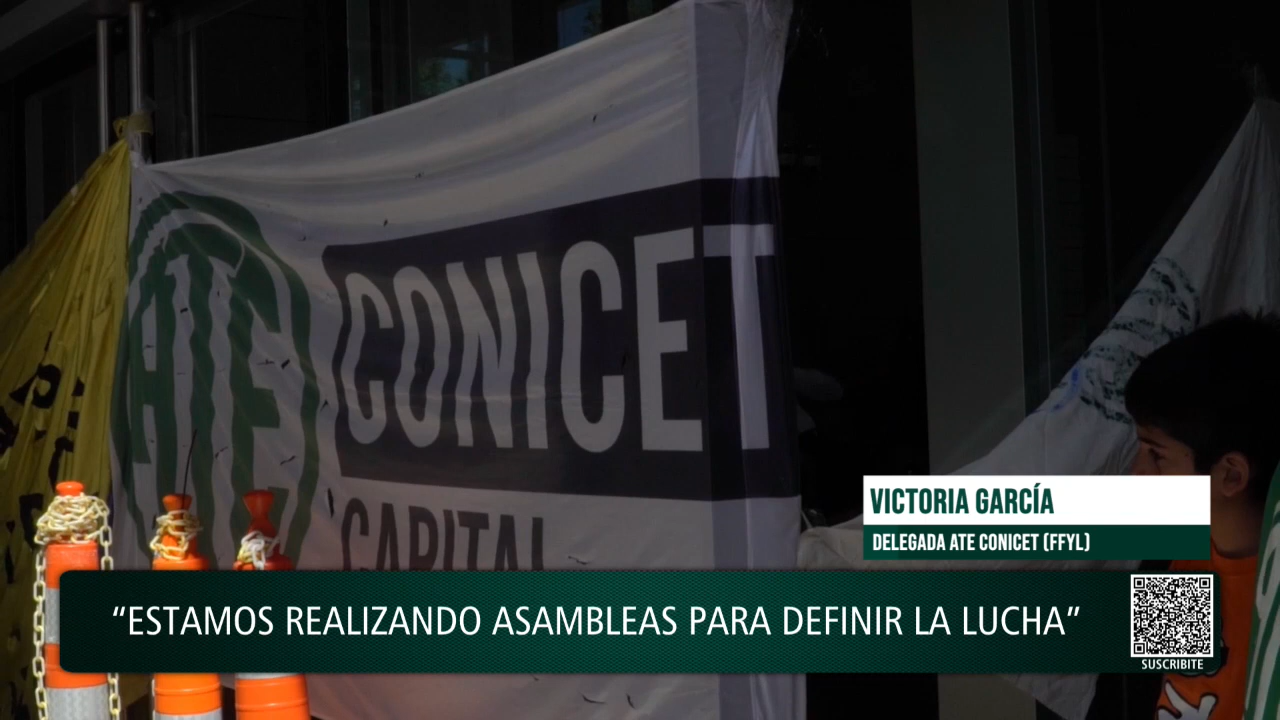 ATE
CONICET
CAPITAL
VICTORIA GARCÍA
DELEGADA ATE CONICET (FFYL)
“ESTAMOS REALIZANDO ASAMBLEAS PARA DEFINIR LA LUCHA”
SUSCRIBITE